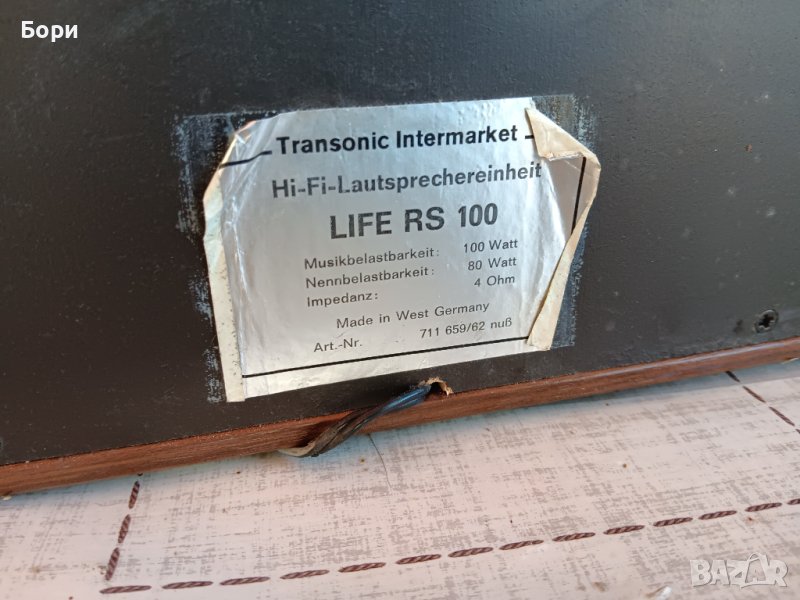 Бори
Transonic Intermarket
Hi-Fi-Lautsprechereinheit
LIFE RS 100
Musikbelastbarkeit: 100 Watt
Nennbelastbarkeit: 80 Watt
Impedanz: 4 Ohm
Made in West Germany
Art.-Nr. 711 659/62 nuß
BAZAR